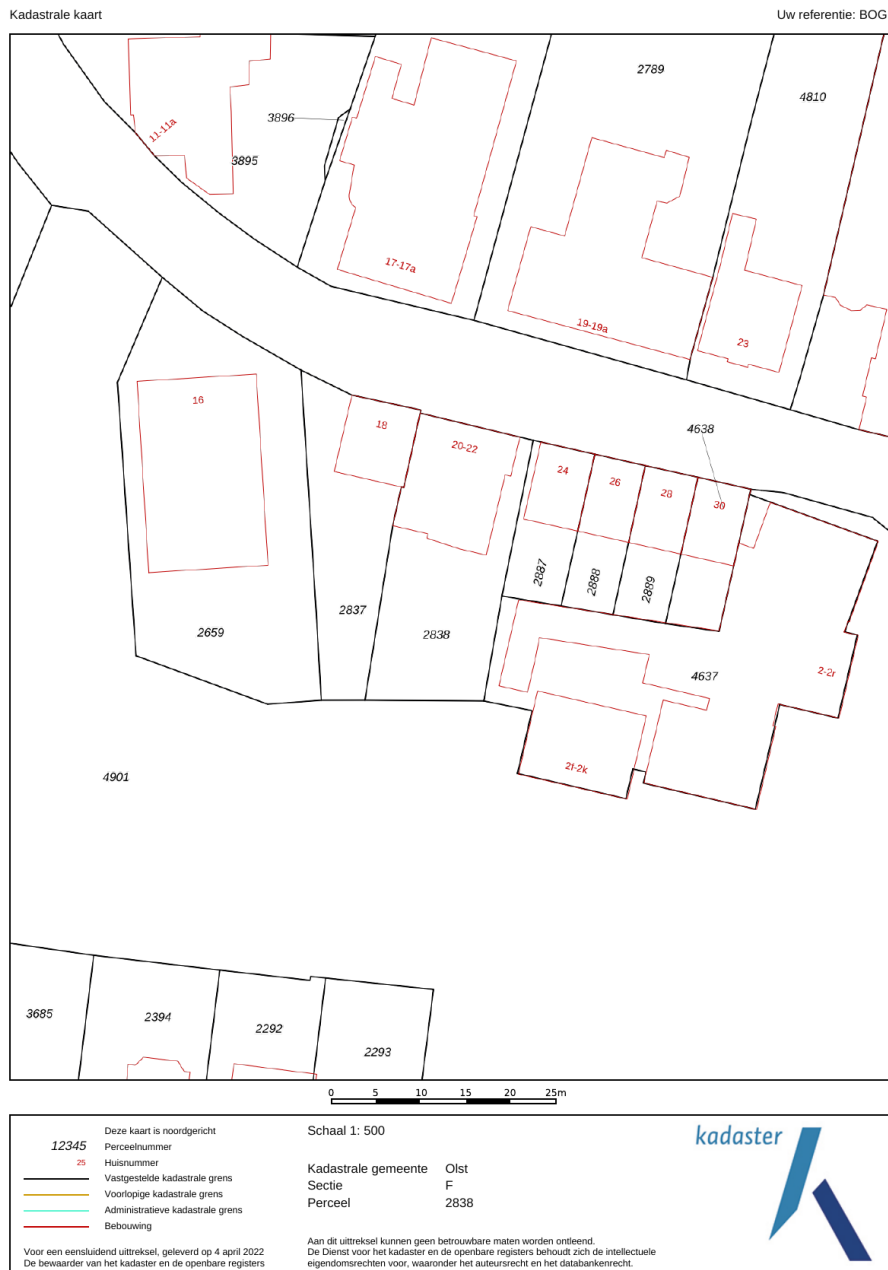 Kadastrale kaart
Uw referentie: BOG
2789
4810
3896
11-11a
3895
17-17a
19-19a
23
16
18
20-22
4638
24
26
28
30
2887
2888
2889
2837
2659
2838
4637
2-2r
2f-2k
4901
3685
2394
2292
2293
0 5 10 15 20 25m
Deze kaart is noordgericht
12345 Perceelnummer
25 Huisnummer
Vastgestelde kadastrale grens
Voorlopige kadastrale grens
Administratieve kadastrale grens
Bebouwing
Voor een eensluidend uittreksel, geleverd op 4 april 2022
De bewaarder van het kadaster en de openbare registers
Schaal 1: 500
Kadastrale gemeente Olst
Sectie F
Perceel 2838
Aan dit uittreksel kunnen geen betrouwbare maten worden ontleend.
De Dienst voor het kadaster en de openbare registers behoudt zich de intellectuele
eigendomsrechten voor, waaronder het auteursrecht en het databankenrecht.
kadaster